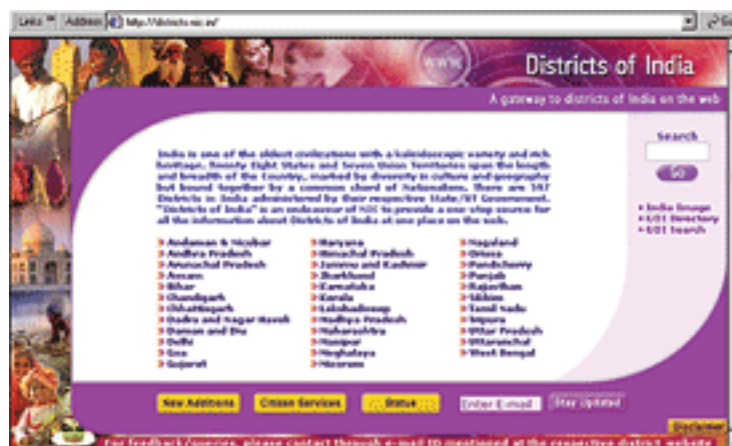 Links Address http://districts.nic.in/
WWW
Districts of India
A gateway to districts of India on the web
Search
Go
India Image
GOI Directory
GOI Search
India is one of the oldest civilizations with a kaleidoscopic variety and rich
heritage. Twenty Eight States and Seven Union Territories span the length
and breadth of the Country, marked by diversity in culture and geography
but bound together by a common chord of Nationalism. There are
Districts in India administered by their respective State/UT Government.
"Districts of India" is an endeavour of NIC to provide a one stop source for
all the information about Districts of India at one place on the web.
Andaman & Nicobar
Andhra Pradesh
Arunachal Pradesh
Assam
Bihar
Chandigarh
Chhattisgarh
Dadra and Nagar Haveli
Daman and Diu
Delhi
Goa
Gujarat
Haryana
Himachal Pradesh
Jammu and Kashmir
Jharkhand
Karnataka
Kerala
Lakshadweep
Madhya Pradesh
Maharashtra
Manipur
Meghalaya
Mizoram
Nagaland
Orissa
Pondicherry
Punjab
Rajasthan
Sikkim
Tamil Nadu
Tripura
Uttar Pradesh
Uttaranchal
West Bengal
New Additions
Citizen Services
Status
Enter E-mail
Stay Updated
Disclaimer
For feedback/queries, please contact through e-mail ID mentioned at the respective district website